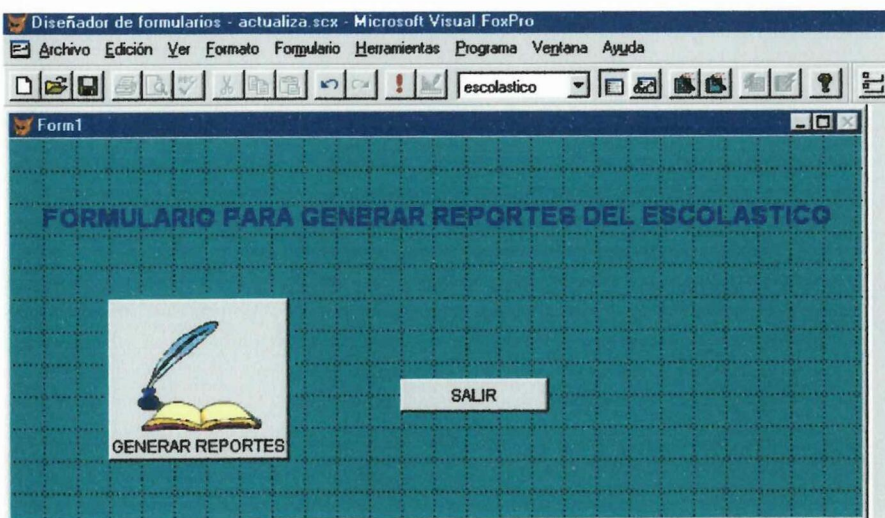 Diseñador de formularios - actualiza.scx - Microsoft Visual FoxPro
Archivo Edición Ver Formato Formulario Herramientas Programa Ventana Ayuda
escolastico
Form1
FORMULARIO PARA GENERAR REPORTES DEL ESCOLASTICO
SALIR
GENERAR REPORTES